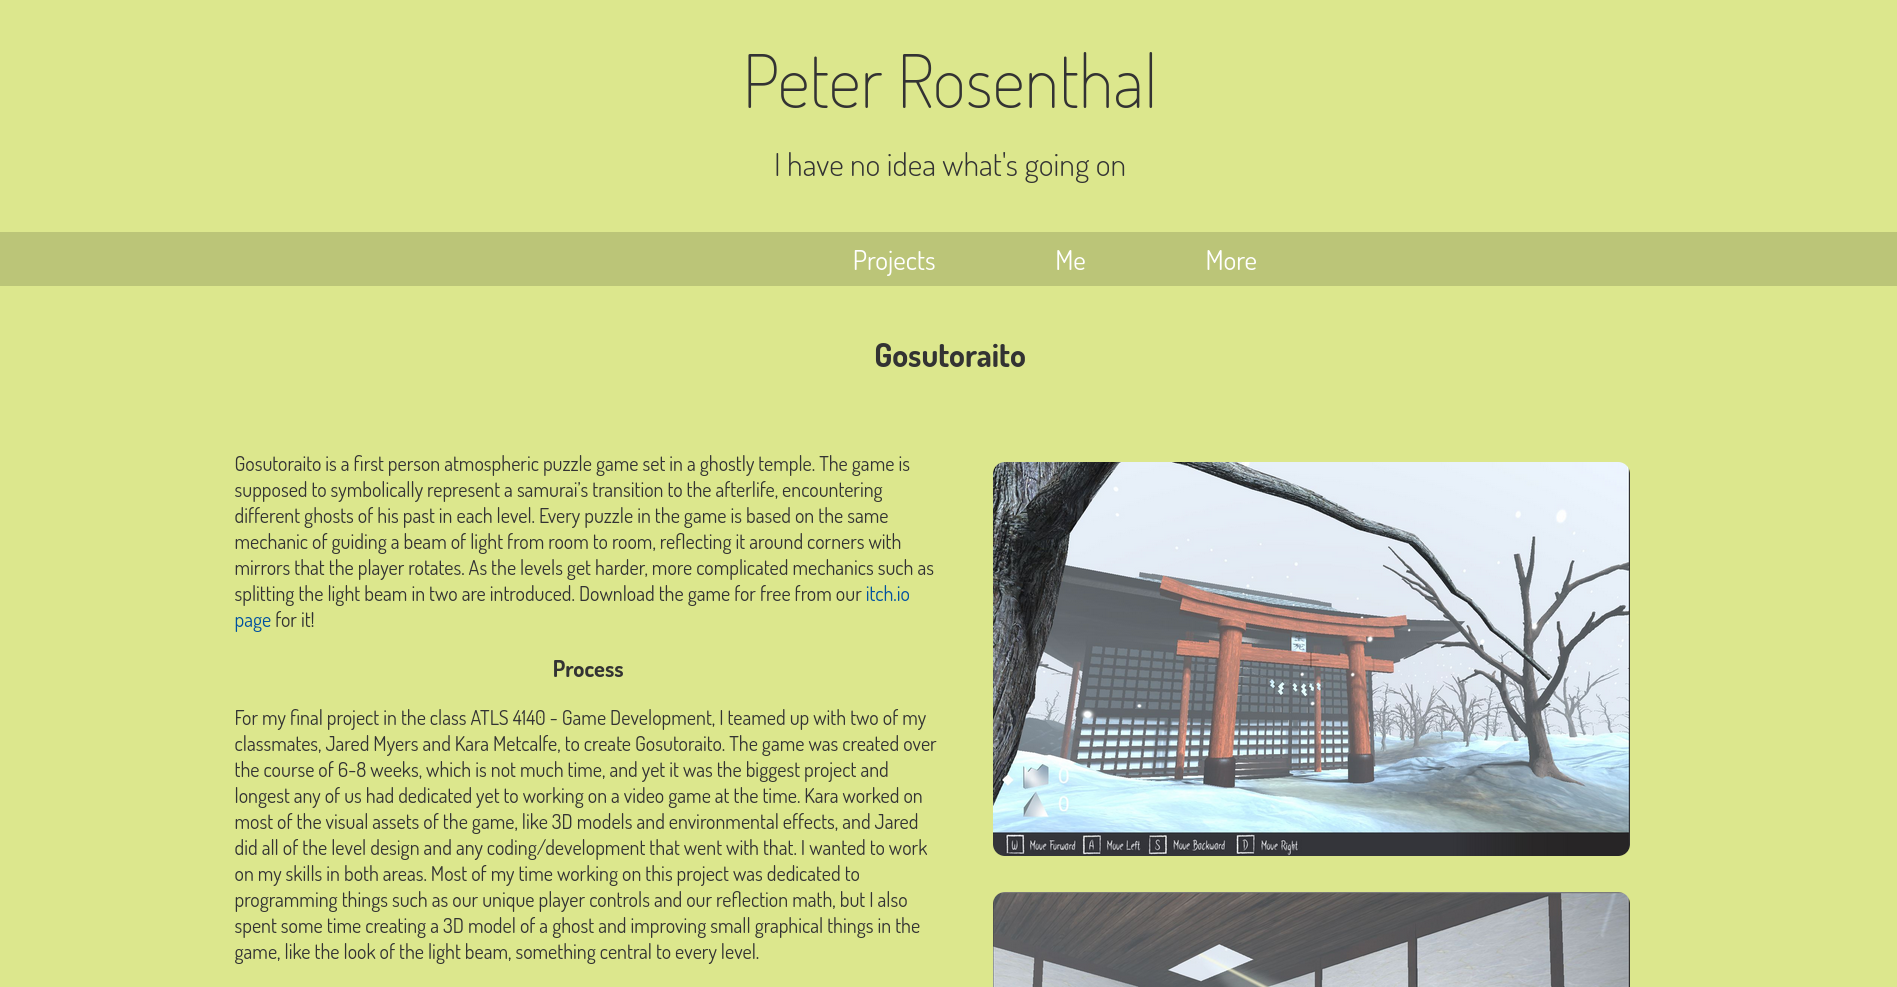 Peter Rosenthal
I have no idea what's going on
Projects
Me
More
Gosutoraito
Gosutoraito is a first person atmospheric puzzle game set in a ghostly temple. The game is
supposed to symbolically represent a samurai's transition to the afterlife, encountering
different ghosts of his past in each level. Every puzzle in the game is based on the same
mechanic of guiding a beam of light from room to room, reflecting it around corners with
mirrors that the player rotates. As the levels get harder, more complicated mechanics such as
splitting the light beam in two are introduced. Download the game for free from our itch.io
page for it!
Process
For my final project in the class ATLS 4140 - Game Development, I teamed up with two of my
classmates, Jared Myers and Kara Metcalfe, to create Gosutoraito. The game was created over
the course of 6-8 weeks, which is not much time, and yet it was the biggest project and
longest any of us had dedicated yet to working on a video game at the time. Kara worked on
most of the visual assets of the game, like 3D models and environmental effects, and Jared
did all of the level design and any coding/development that went with that. I wanted to work
on my skills in both areas. Most of my time working on this project was dedicated to
programming things such as our unique player controls and our reflection math, but I also
spent some time creating a 3D model of a ghost and improving small graphical things in the
game, like the look of the light beam, something central to every level.
0
0
W Move Forward A Move Left S Move Backward D Move Right